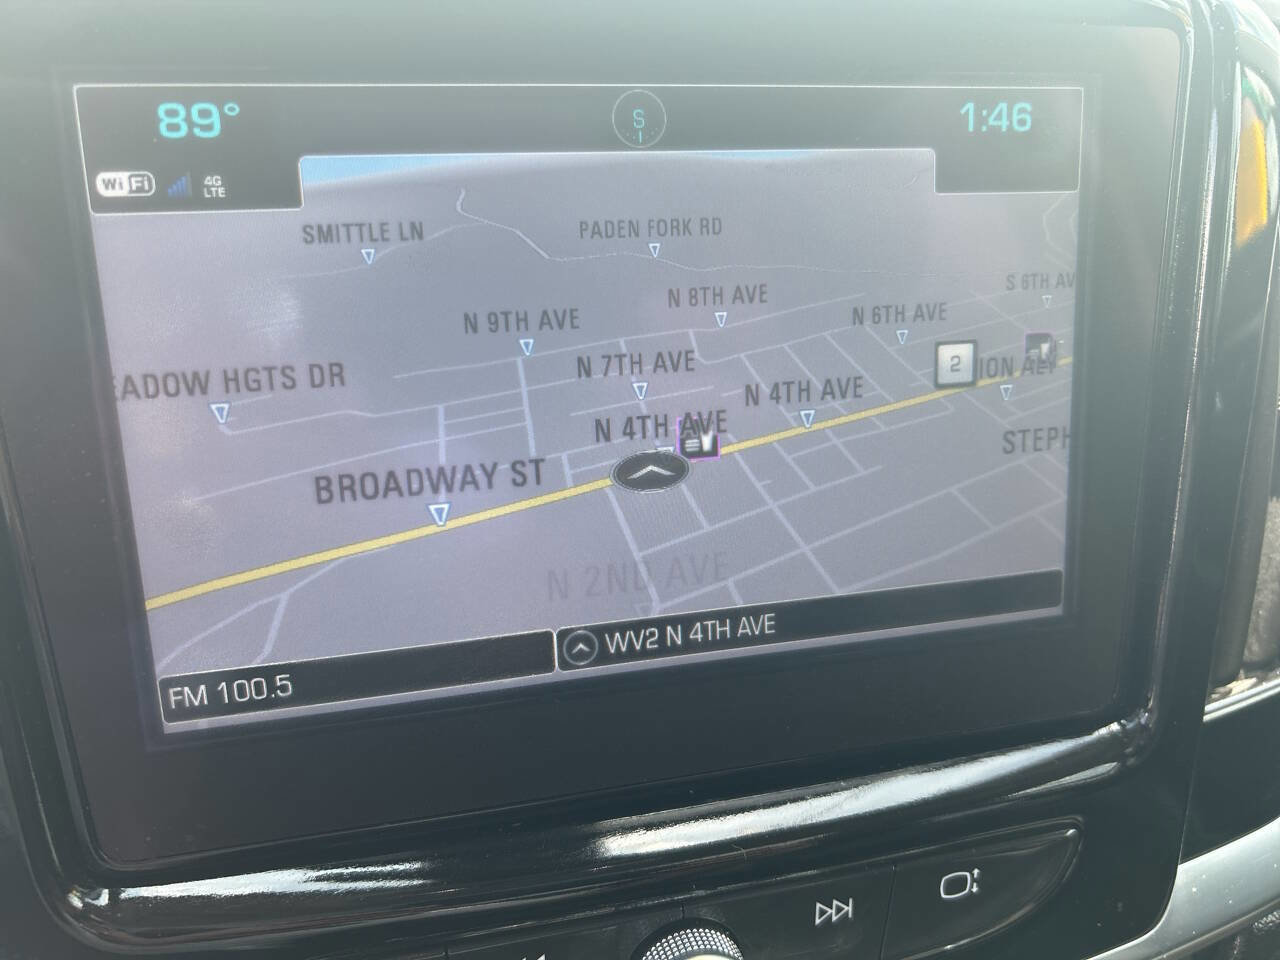 89°
S
1:46
WiFi
4G
LTE
SMITTLE LN
PADEN FORK RD
S 6TH AV
N 8TH AVE
N 6TH AVE
N 9TH AVE
2
N 7TH AVE
EADOW HGTS DR
N 4TH AVE
N 4TH AVE
STEPH
BROADWAY ST
N 2ND AVE
WV2 N 4TH AVE
FM 100.5